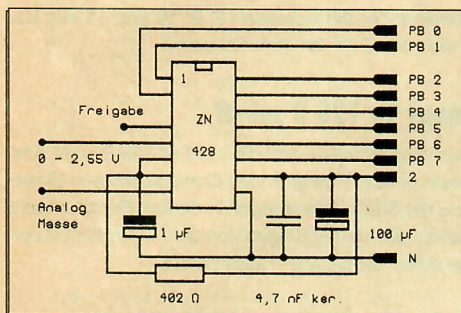 PB 0
PB 1
1
PB 2
ZN
PB 3
Freigabe
PB 4
PB 5
0 - 2,55 V
428
PB 6
PB 7
2
Analog
Masse
1 µF
100 µF
N
402 Ω
4,7 nF ker.